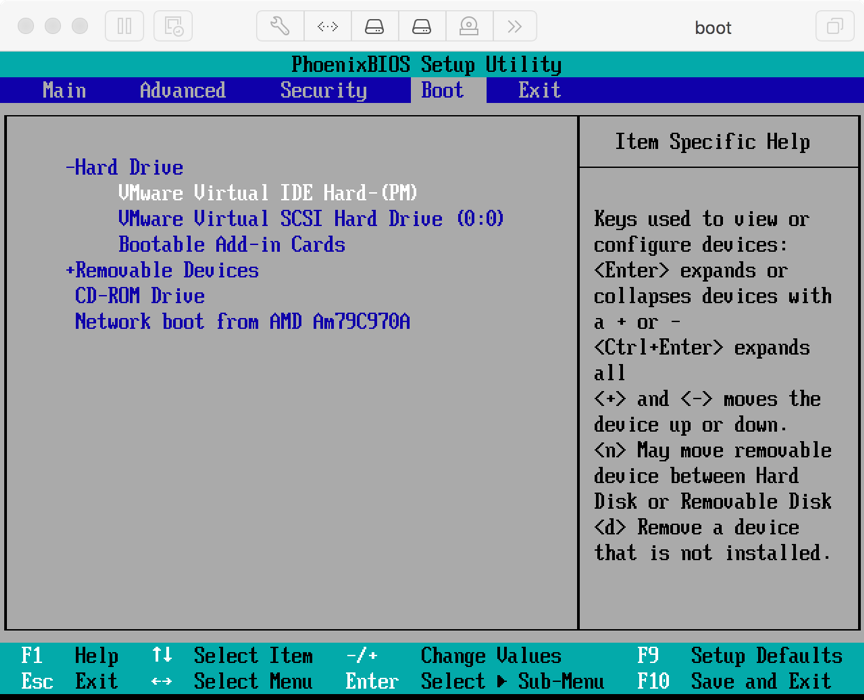 boot
PhoenixBIOS Setup Utility
Main Advanced Security Boot Exit
Item Specific Help
-Hard Drive
VMware Virtual IDE Hard-(PM)
VMware Virtual SCSI Hard Drive (0:0)
Bootable Add-in Cards
+Removable Devices
CD-ROM Drive
Network boot from AMD Am79C970A
Keys used to view or
configure devices:
<Enter> expands or
collapses devices with
a + or -
<Ctrl+Enter> expands
all
<+> and <-> moves the
device up or down.
<n> May move removable
device between Hard
Disk or Removable Disk
<d> Remove a device
that is not installed.
F1 Help ↑↓ Select Item -/+ Change Values F9 Setup Defaults
Esc Exit ↔ Select Menu Enter Select ▶ Sub-Menu F10 Save and Exit